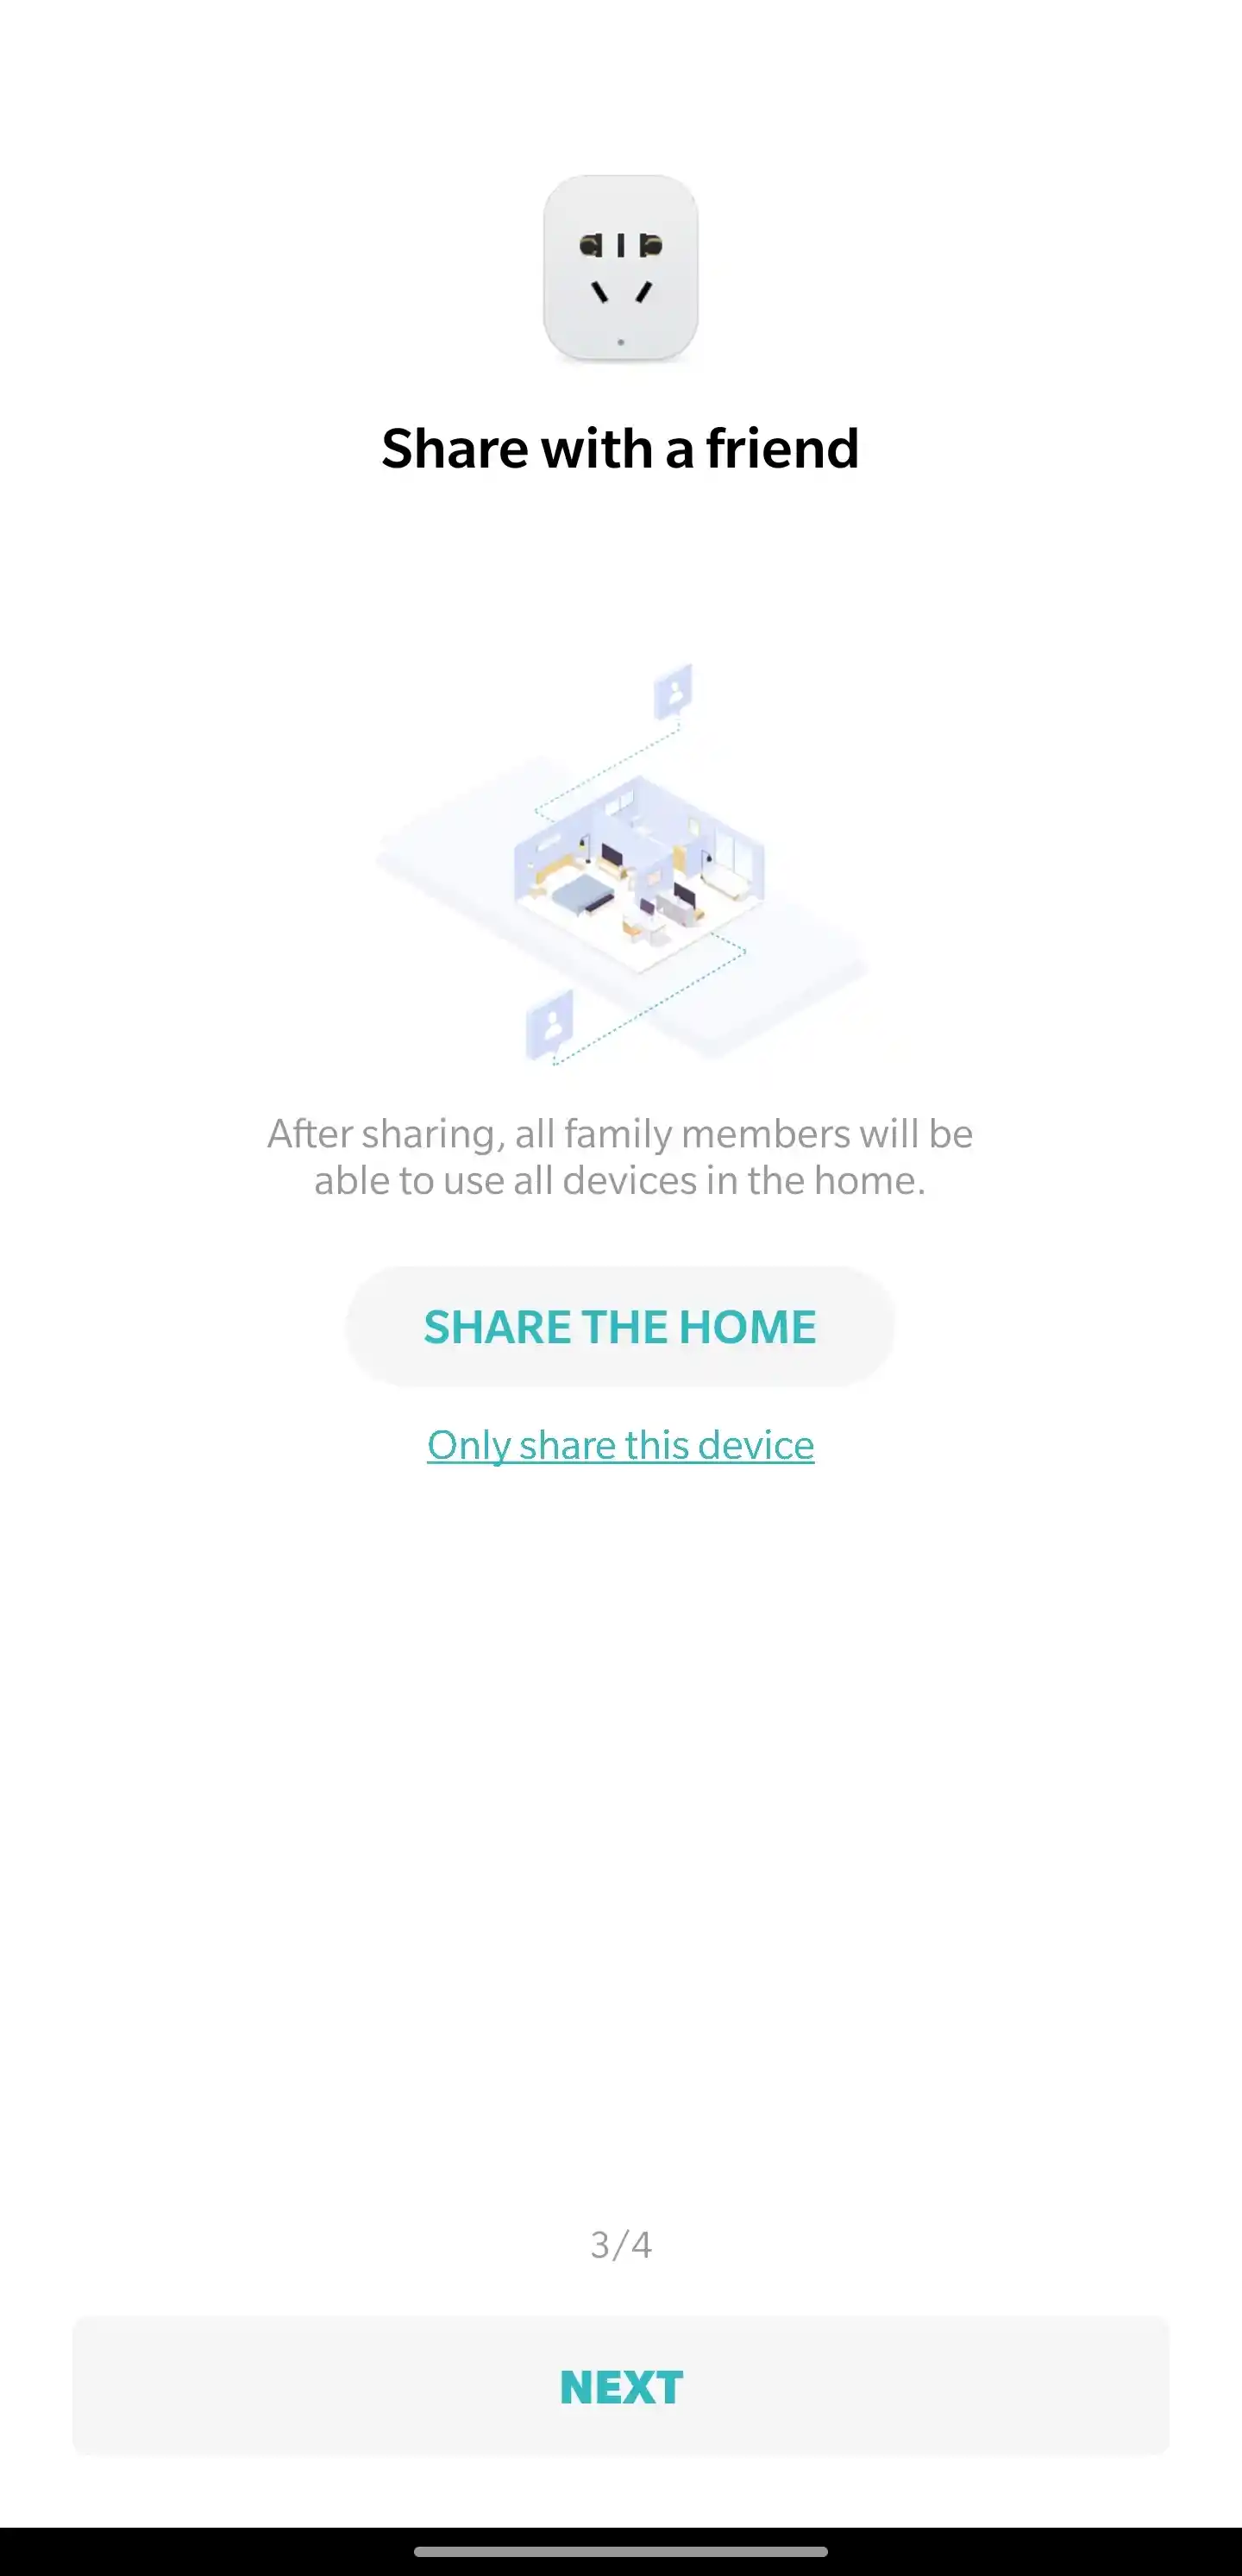 Share with a friend
After sharing, all family members will be
able to use all devices in the home.
SHARE THE HOME
Only share this device
3/4
NEXT